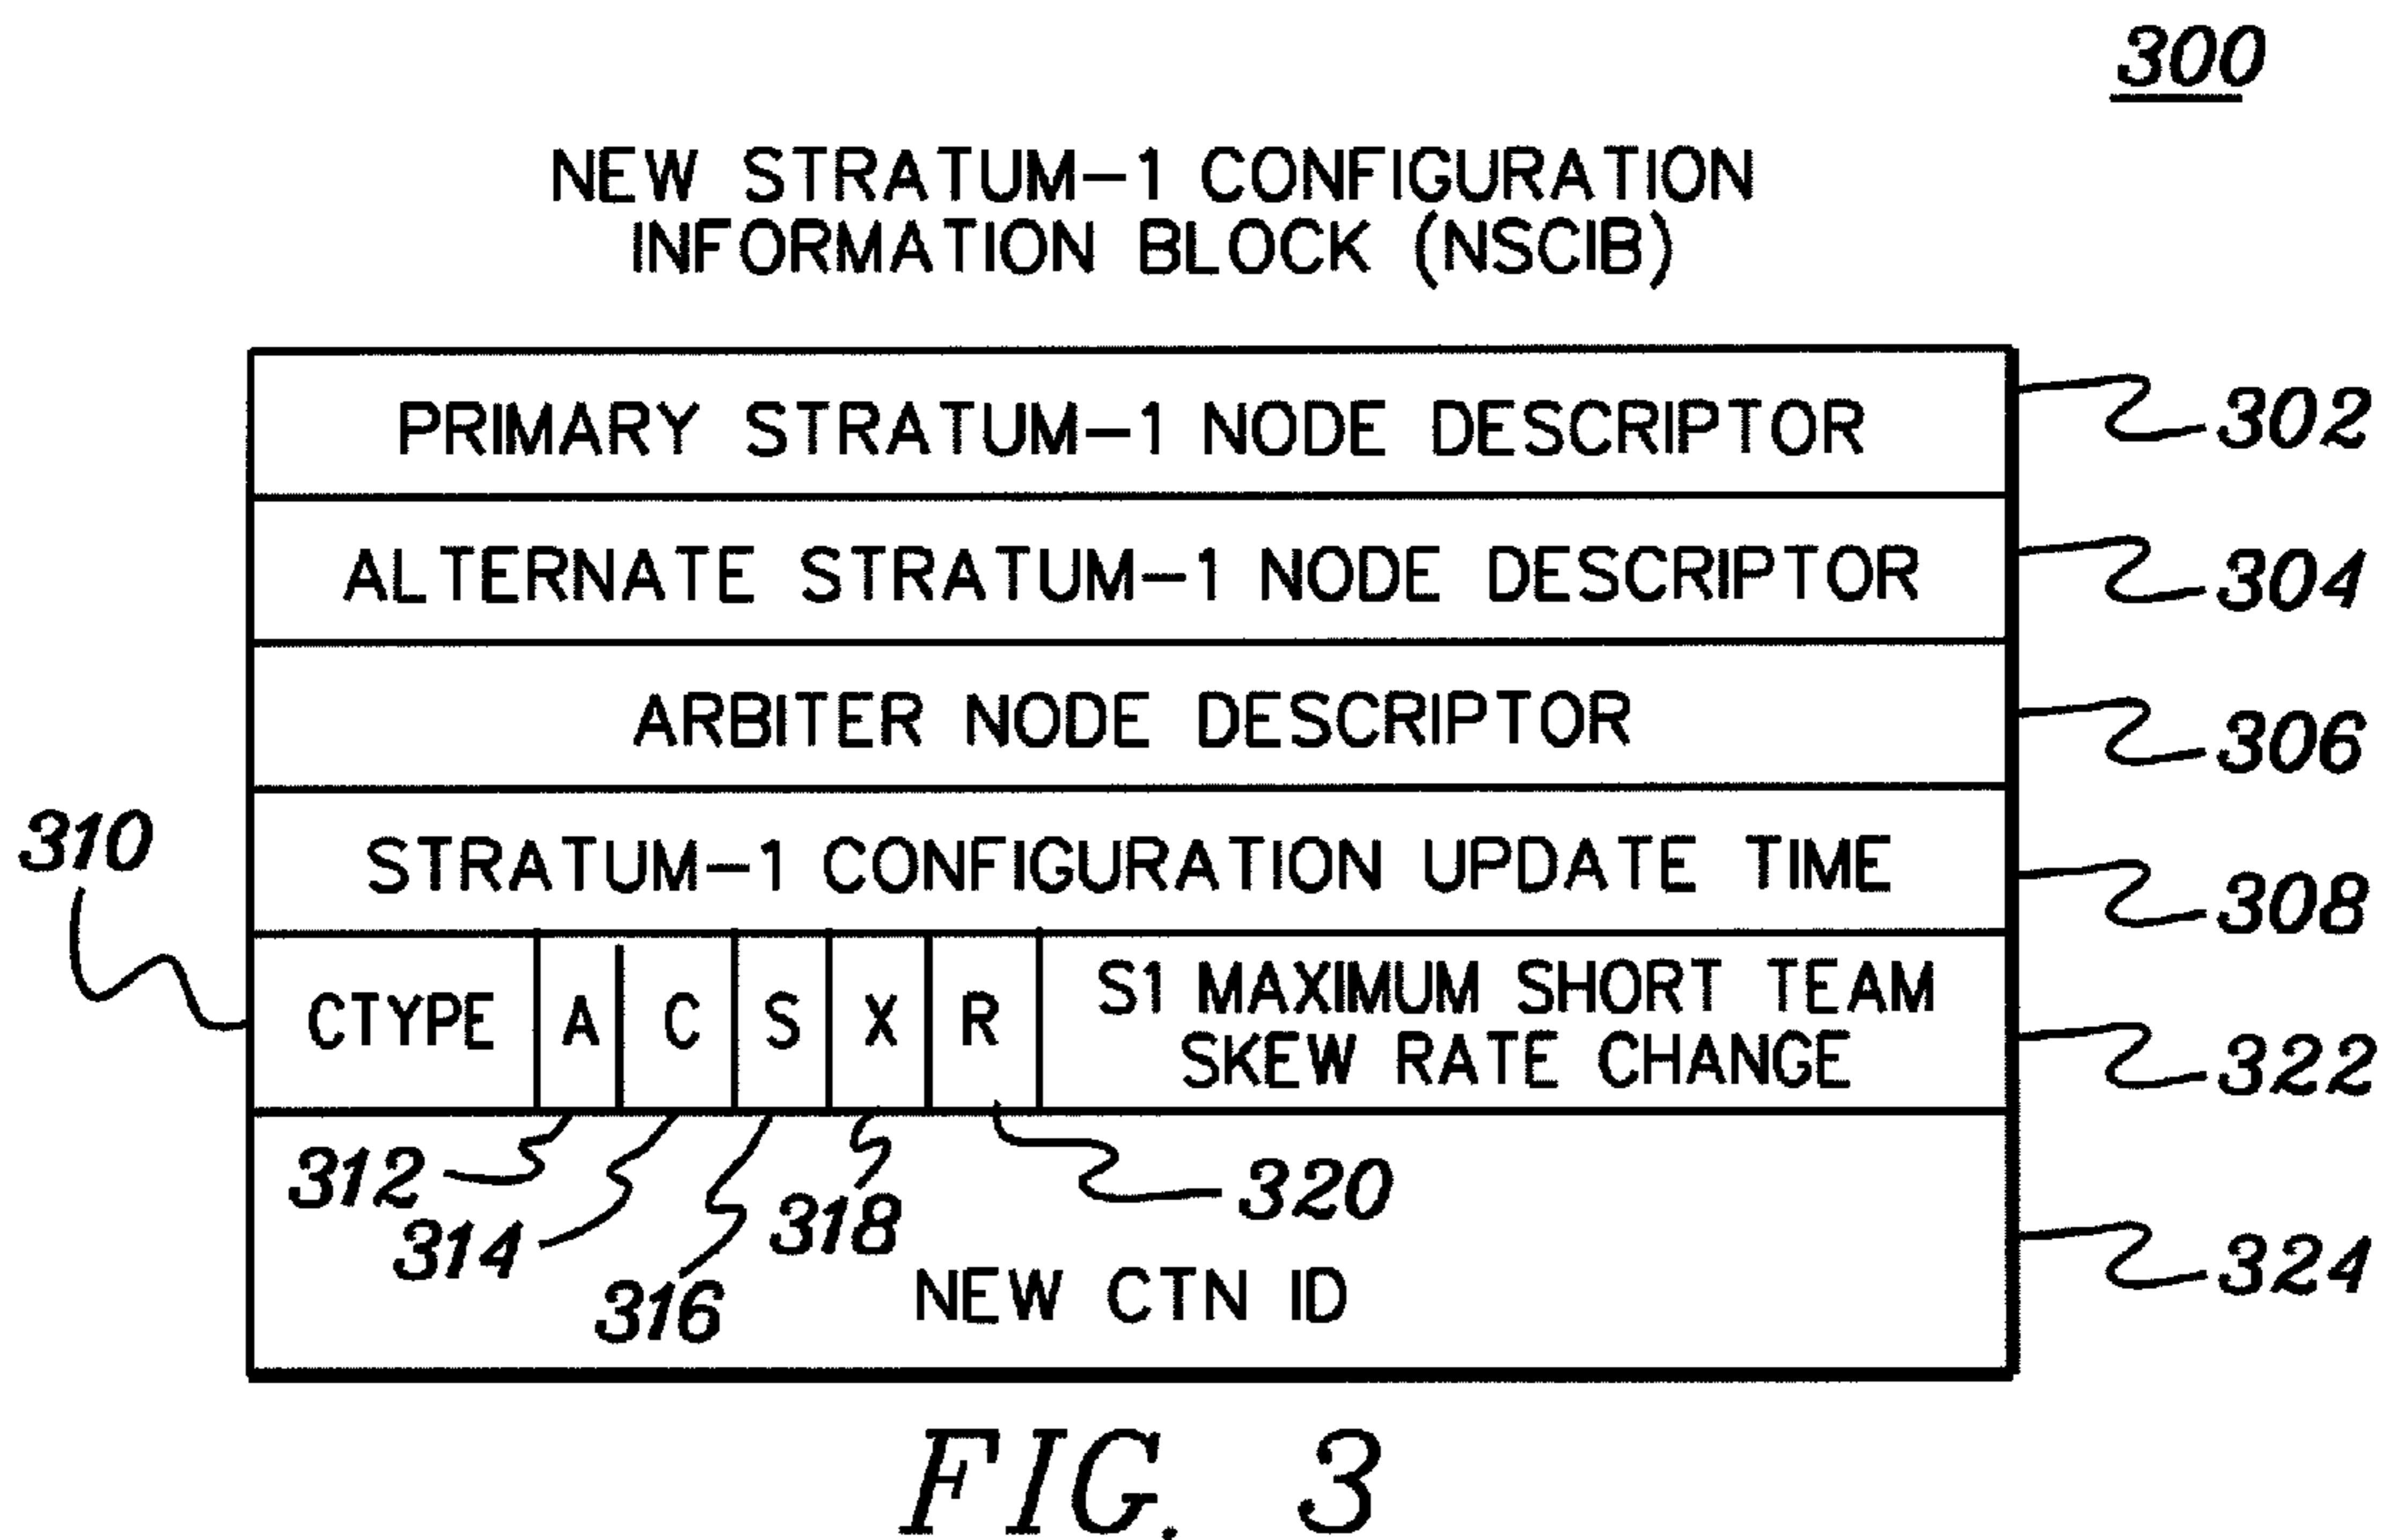 300
NEW STRATUM-1 CONFIGURATION
INFORMATION BLOCK (NSCIB)
PRIMARY STRATUM-1 NODE DESCRIPTOR
302
ALTERNATE STRATUM-1 NODE DESCRIPTOR
304
ARBITER NODE DESCRIPTOR
306
310
STRATUM-1 CONFIGURATION UPDATE TIME
308
CTYPE A C S X R
S1 MAXIMUM SHORT TEAM
SKEW RATE CHANGE
322
312
314
316
318
320
NEW CTN ID
324
FIG. 3